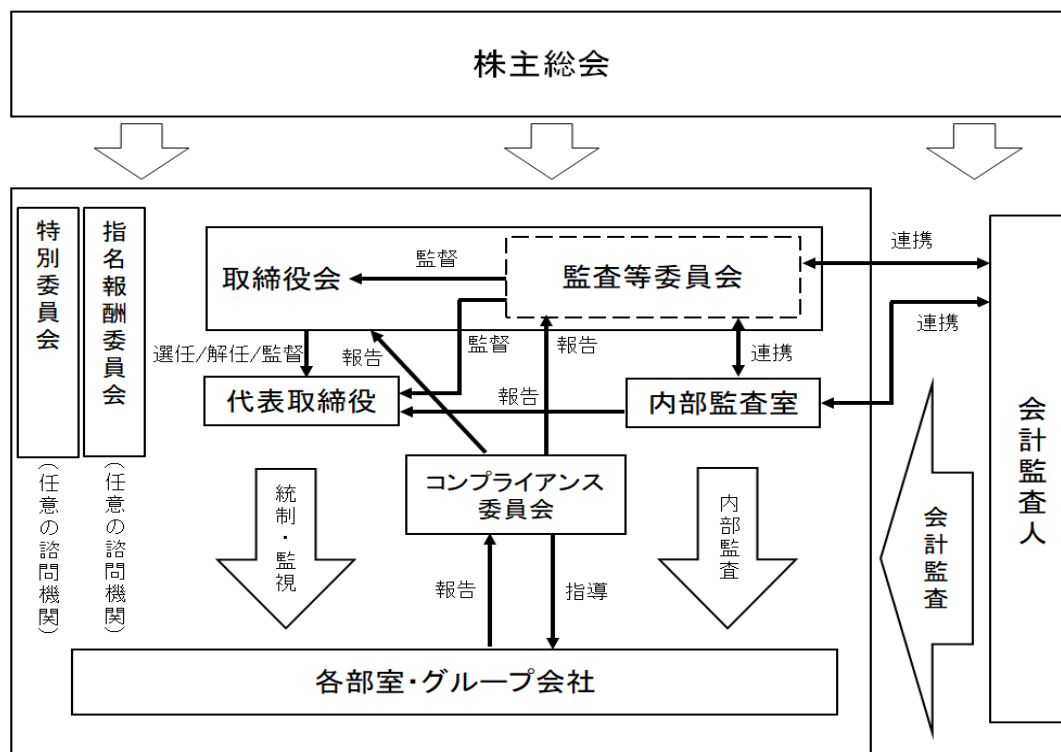 株主総会
特別委員会
（任意の諮問機関）
指名報酬委員会
（任意の諮問機関）
取締役会
監督
監査等委員会
連携
連携
選任/解任/監督
報告
監督
報告
連携
代表取締役
報告
内部監査室
コンプライアンス
委員会
統制・監視
内部監査
報告
指導
会計監査
会計監査人
各部室・グループ会社